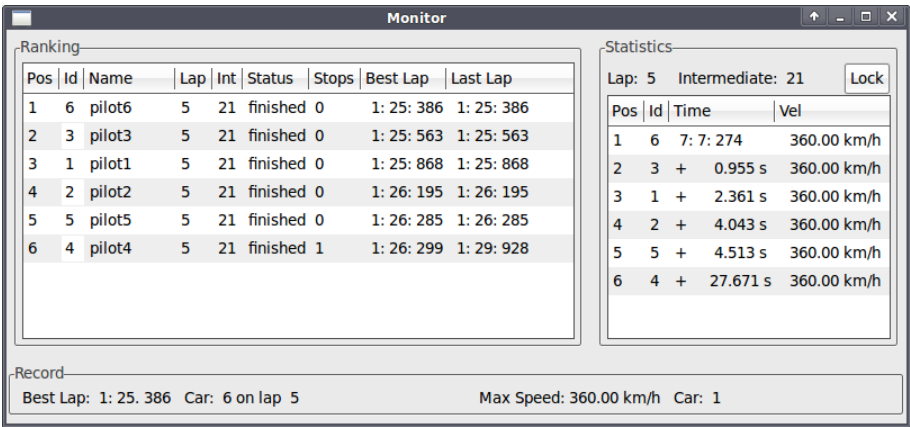 Monitor
Ranking
Pos Id Name Lap Int Status Stops Best Lap Last Lap
1 6 pilot6 5 21 finished 0 1: 25: 386 1: 25: 386
2 3 pilot3 5 21 finished 0 1: 25: 563 1: 25: 563
3 1 pilot1 5 21 finished 0 1: 25: 868 1: 25: 868
4 2 pilot2 5 21 finished 0 1: 26: 195 1: 26: 195
5 5 pilot5 5 21 finished 0 1: 26: 285 1: 26: 285
6 4 pilot4 5 21 finished 1 1: 26: 299 1: 29: 928
Statistics
Lap: 5 Intermediate: 21 Lock
Pos Id Time Vel
1 6 7: 7: 274 360.00 km/h
2 3 + 0.955 s 360.00 km/h
3 1 + 2.361 s 360.00 km/h
4 2 + 4.043 s 360.00 km/h
5 5 + 4.513 s 360.00 km/h
6 4 + 27.671 s 360.00 km/h
Record
Best Lap: 1: 25. 386 Car: 6 on lap 5 Max Speed: 360.00 km/h Car: 1